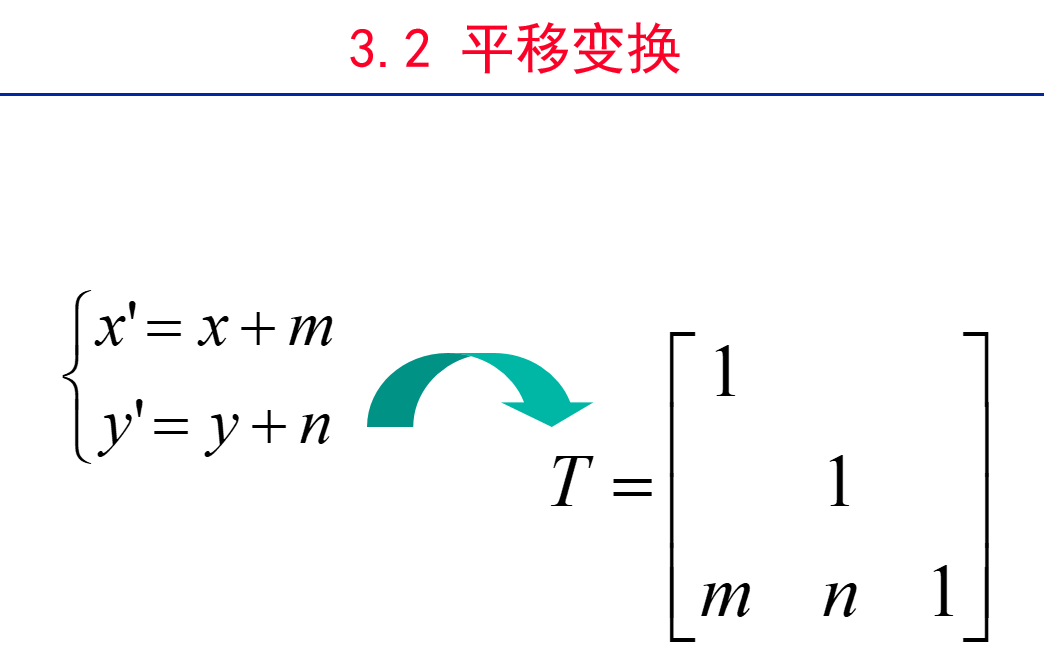 3.2 平移变换
x'= x + m
y'= y + n
T =
1
1
m n 1